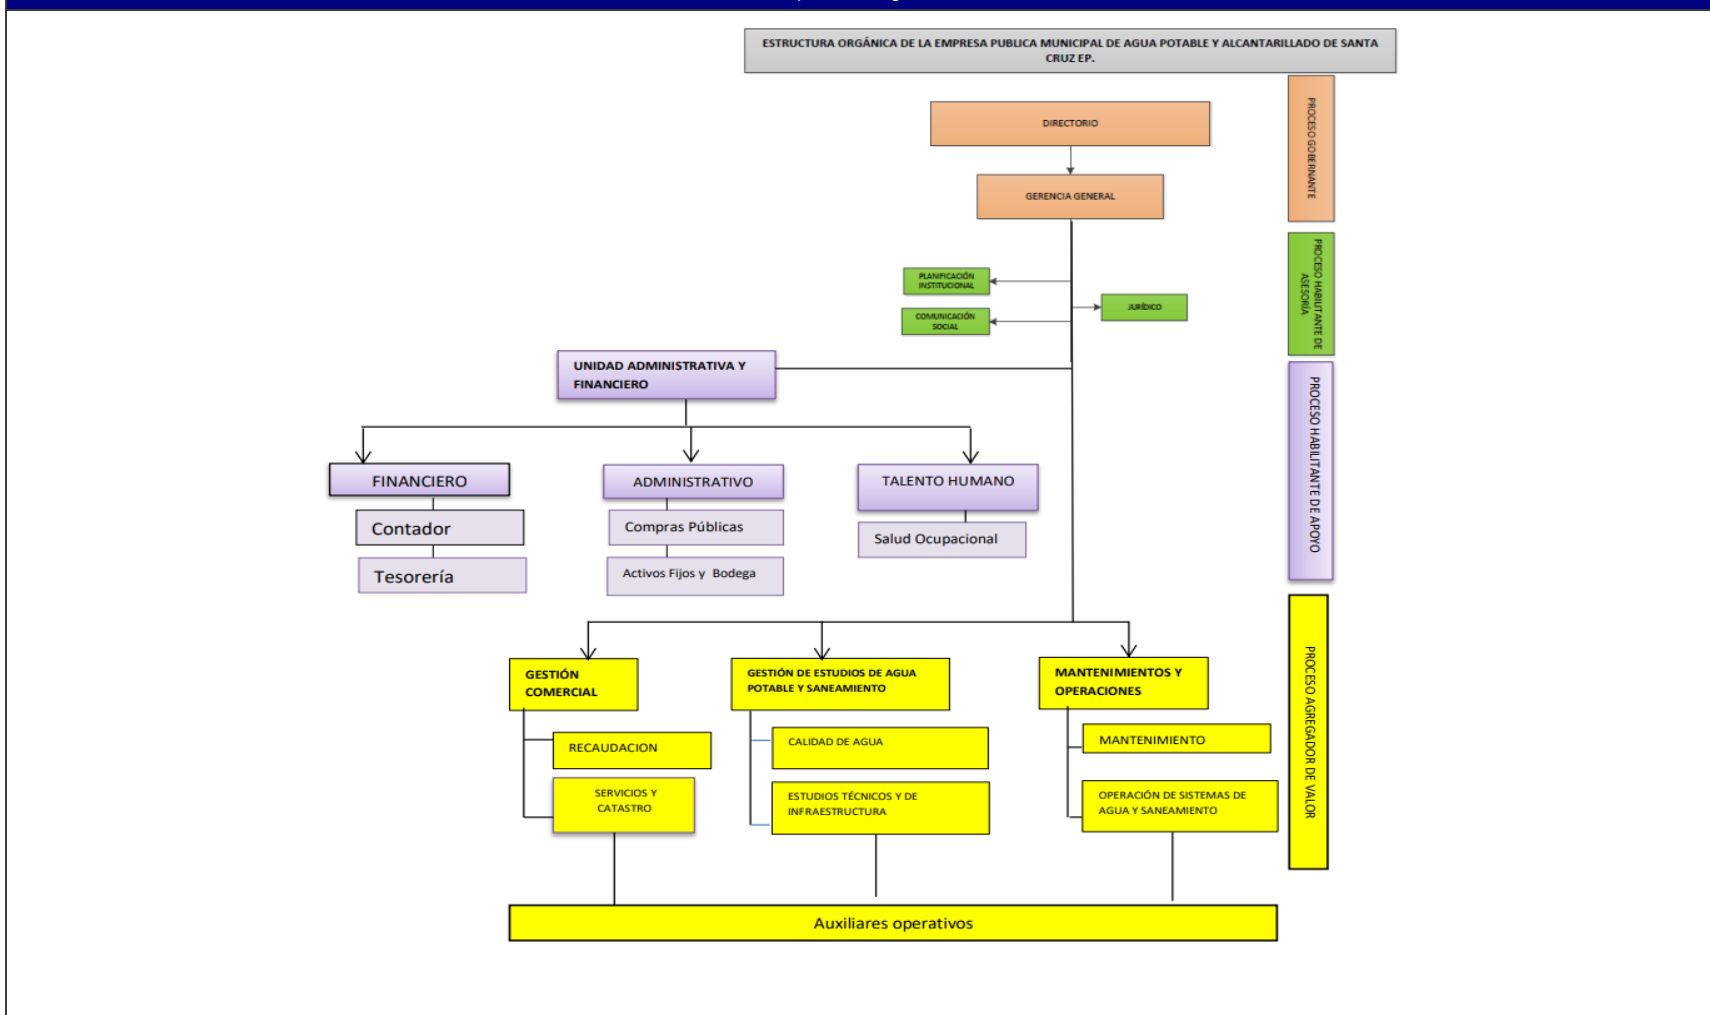 ESTRUCTURA ORGÁNICA DE LA EMPRESA PUBLICA MUNICIPAL DE AGUA POTABLE Y ALCANTARILLADO DE SANTA
CRUZ EP.
PROCESO GOBERNANTE
DIRECTORIO
GERENCIA GENERAL
PROCESO HABILITANTE DE
ASESORÍA
PLANIFICACIÓN
INSTITUCIONAL
JURÍDICO
COMUNICACIÓN
SOCIAL
UNIDAD ADMINISTRATIVA Y
FINANCIERO
PROCESO HABILITANTE DE APOYO
FINANCIERO
ADMINISTRATIVO
TALENTO HUMANO
Contador
Compras Públicas
Salud Ocupacional
Tesorería
Activos Fijos y Bodega
PROCESO AGREGADOR DE VALOR
GESTIÓN
COMERCIAL
GESTIÓN DE ESTUDIOS DE AGUA
POTABLE Y SANEAMIENTO
MANTENIMIENTOS Y
OPERACIONES
RECAUDACION
CALIDAD DE AGUA
MANTENIMIENTO
SERVICIOS Y
CATASTRO
ESTUDIOS TÉCNICOS Y DE
INFRAESTRUCTURA
OPERACIÓN DE SISTEMAS DE
AGUA Y SANEAMIENTO
Auxiliares operativos